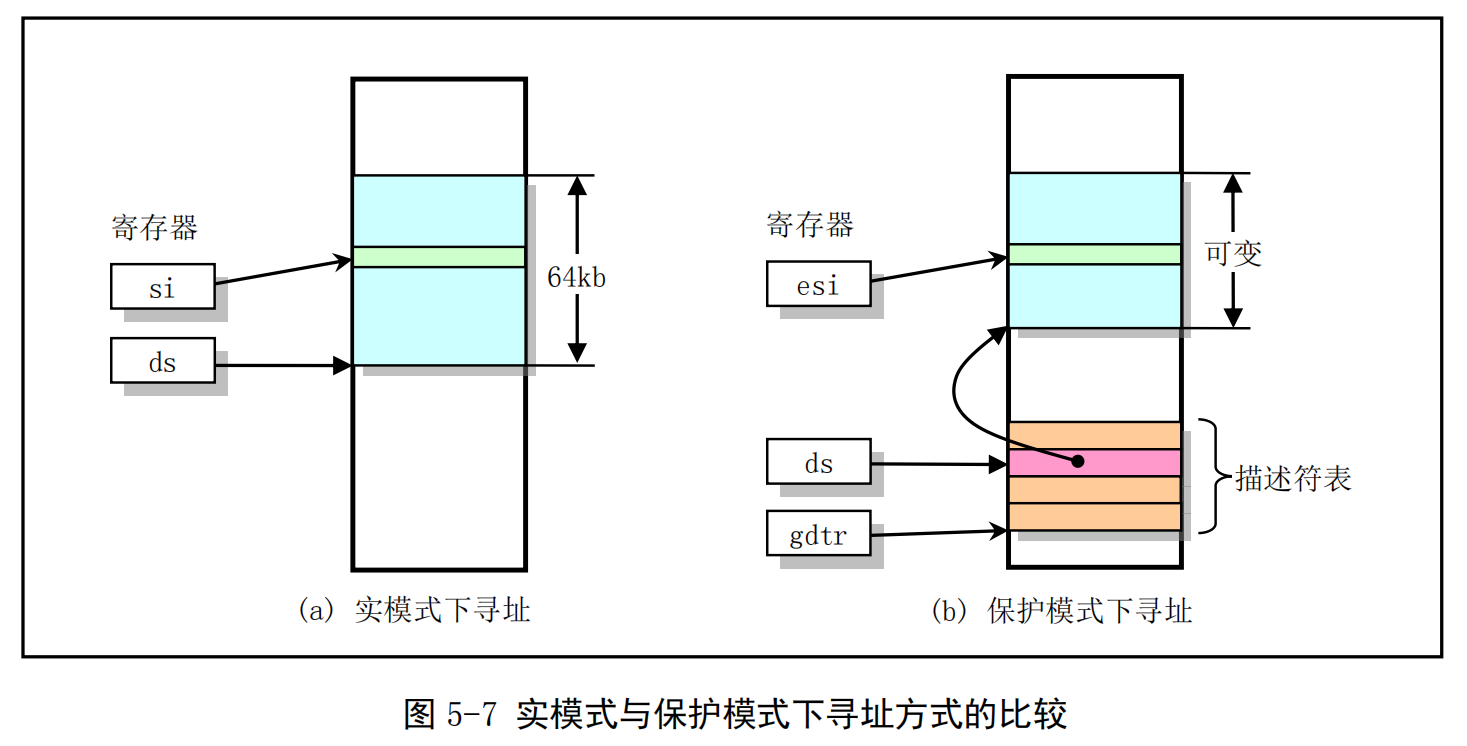 寄存器
si
ds
64kb
(a) 实模式下寻址
寄存器
esi
ds
gdtr
可变
描述符表
(b) 保护模式下寻址
图 5-7 实模式与保护模式下寻址方式的比较